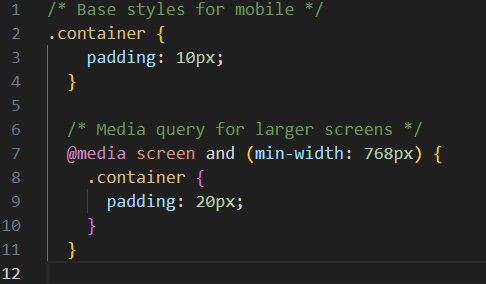 1 /* Base styles for mobile */
2 .container {
3     padding: 10px;
4   }
5
6   /* Media query for larger screens */
7   @media screen and (min-width: 768px) {
8     .container {
9       padding: 20px;
10     }
11   }
12